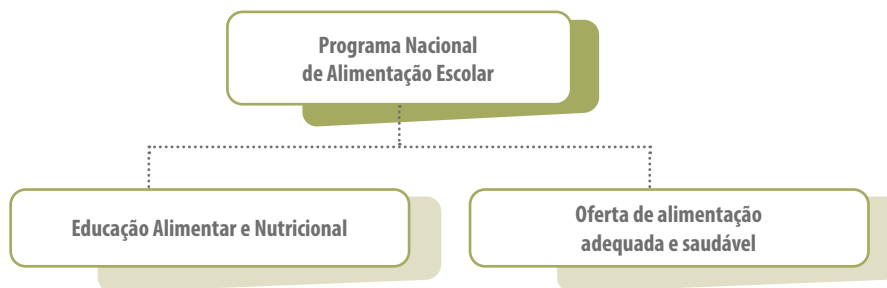 Programa Nacional
de Alimentação Escolar
Educação Alimentar e Nutricional
Oferta de alimentação
adequada e saudável